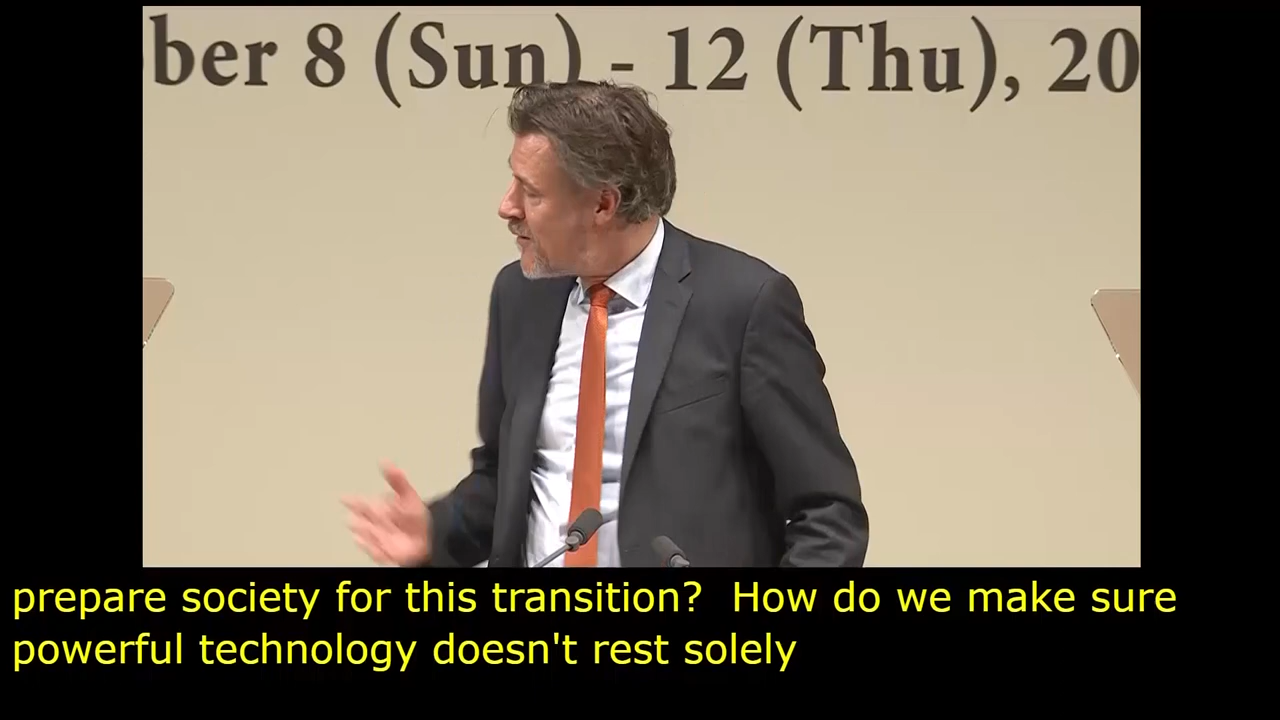 ber 8 (Sun) - 12 (Thu), 20
prepare society for this transition?  How do we make sure
powerful technology doesn't rest solely